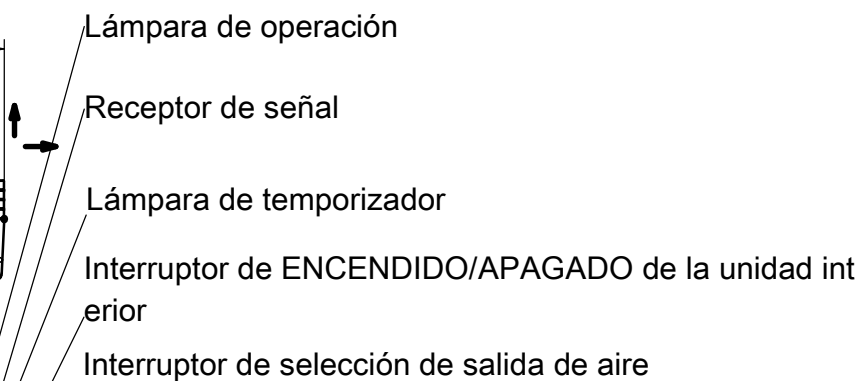 Lámpara de operación
Receptor de señal
Lámpara de temporizador
Interruptor de ENCENDIDO/APAGADO de la unidad int
erior
Interruptor de selección de salida de aire